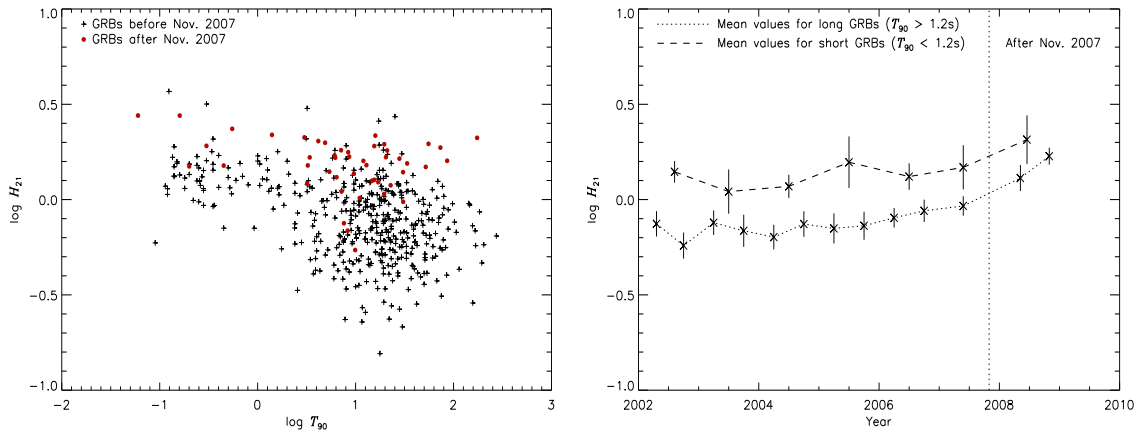 GRBs before Nov. 2007
GRBs after Nov. 2007
1.0
0.5
0.0
−0.5
−1.0
log H21
−2
−1
0
1
2
3
log T90
Mean values for long GRBs (T90 > 1.2s)
Mean values for short GRBs (T90 < 1.2s)
After Nov. 2007
1.0
0.5
0.0
−0.5
−1.0
log H21
2002
2004
2006
2008
2010
Year